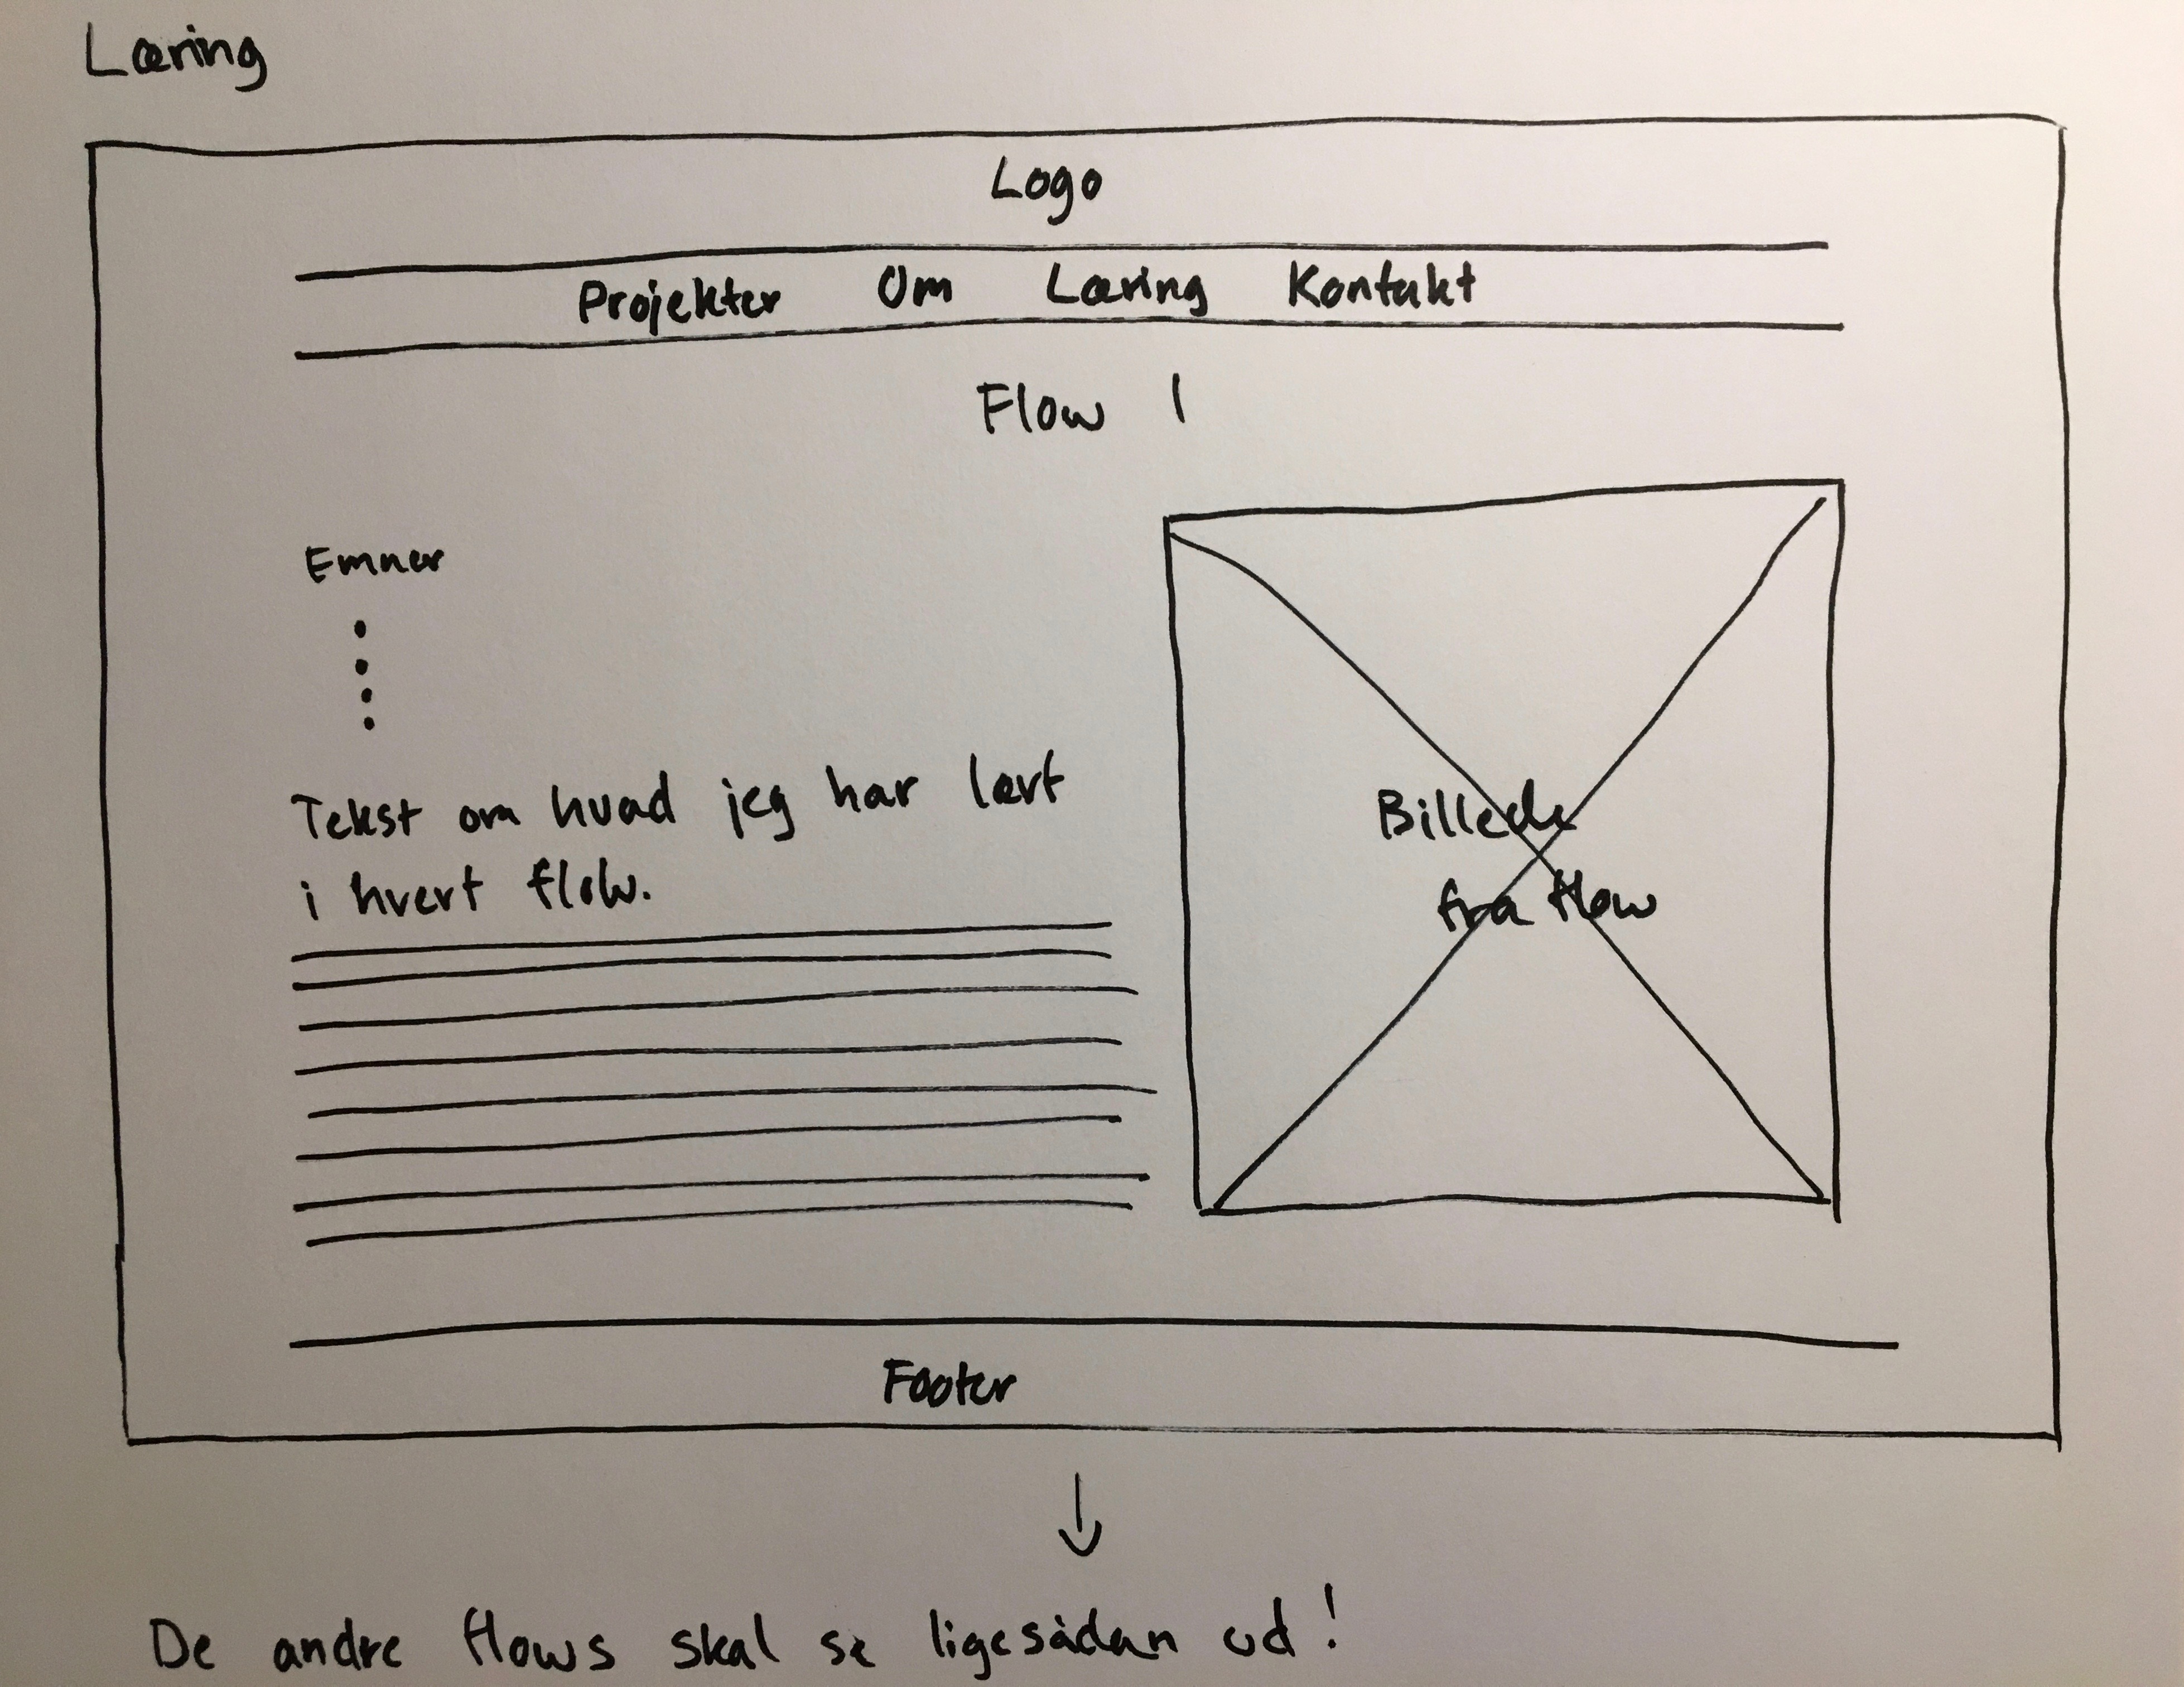 Læring
Logo
Projekter Om Læring Kontakt
Flow 1
Emner
Tekst om hvad jeg har lært
i hvert flow.
Billede
fra flow
Footer
De andre flows skal se ligesådan ud!